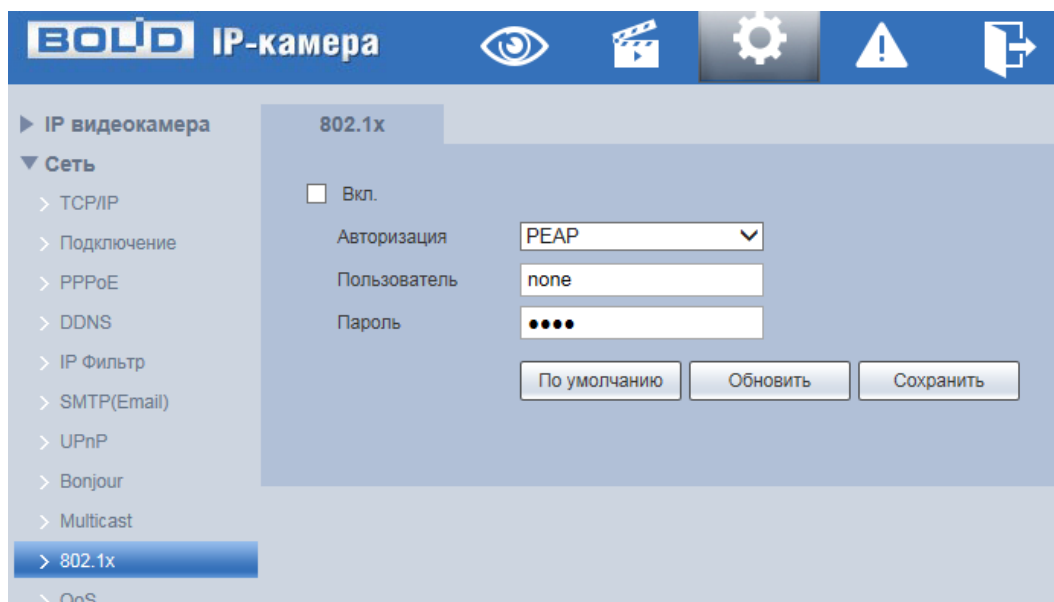 BOLID IP-камера
IP видеокамера
Сеть
TCP/IP
Подключение
PPPoE
DDNS
IP Фильтр
SMTP(Email)
UPnP
Bonjour
Multicast
802.1x
QoS
802.1x
Вкл.
Авторизация PEAP
Пользователь none
Пароль ●●●●
По умолчанию Обновить Сохранить